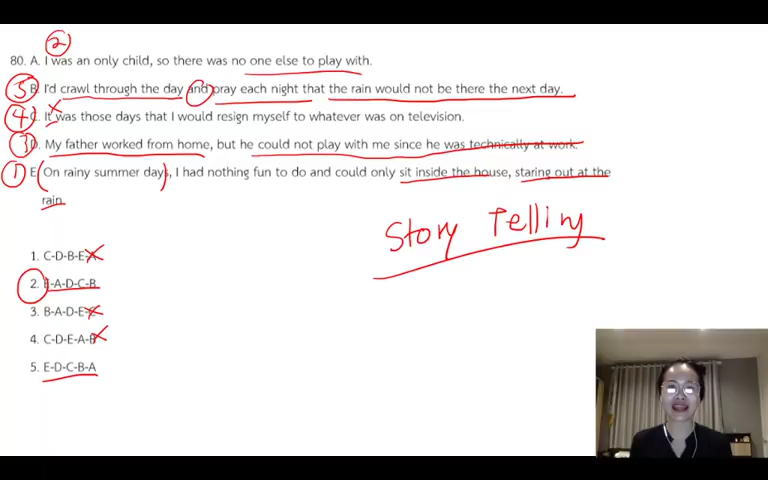 2
80. A. I was an only child, so there was no one else to play with.
5 B. I'd crawl through the day and pray each night that the rain would not be there the next day.
4 C. It was those days that I would resign myself to whatever was on television.
3 D. My father worked from home, but he could not play with me since he was technically at work.
1 E. On rainy summer days, I had nothing fun to do and could only sit inside the house, staring out at the
rain.
Story Telling
1. C-D-B-E-A
2. E-A-D-C-B
3. B-A-D-E-C
4. C-D-E-A-B
5. E-D-C-B-A